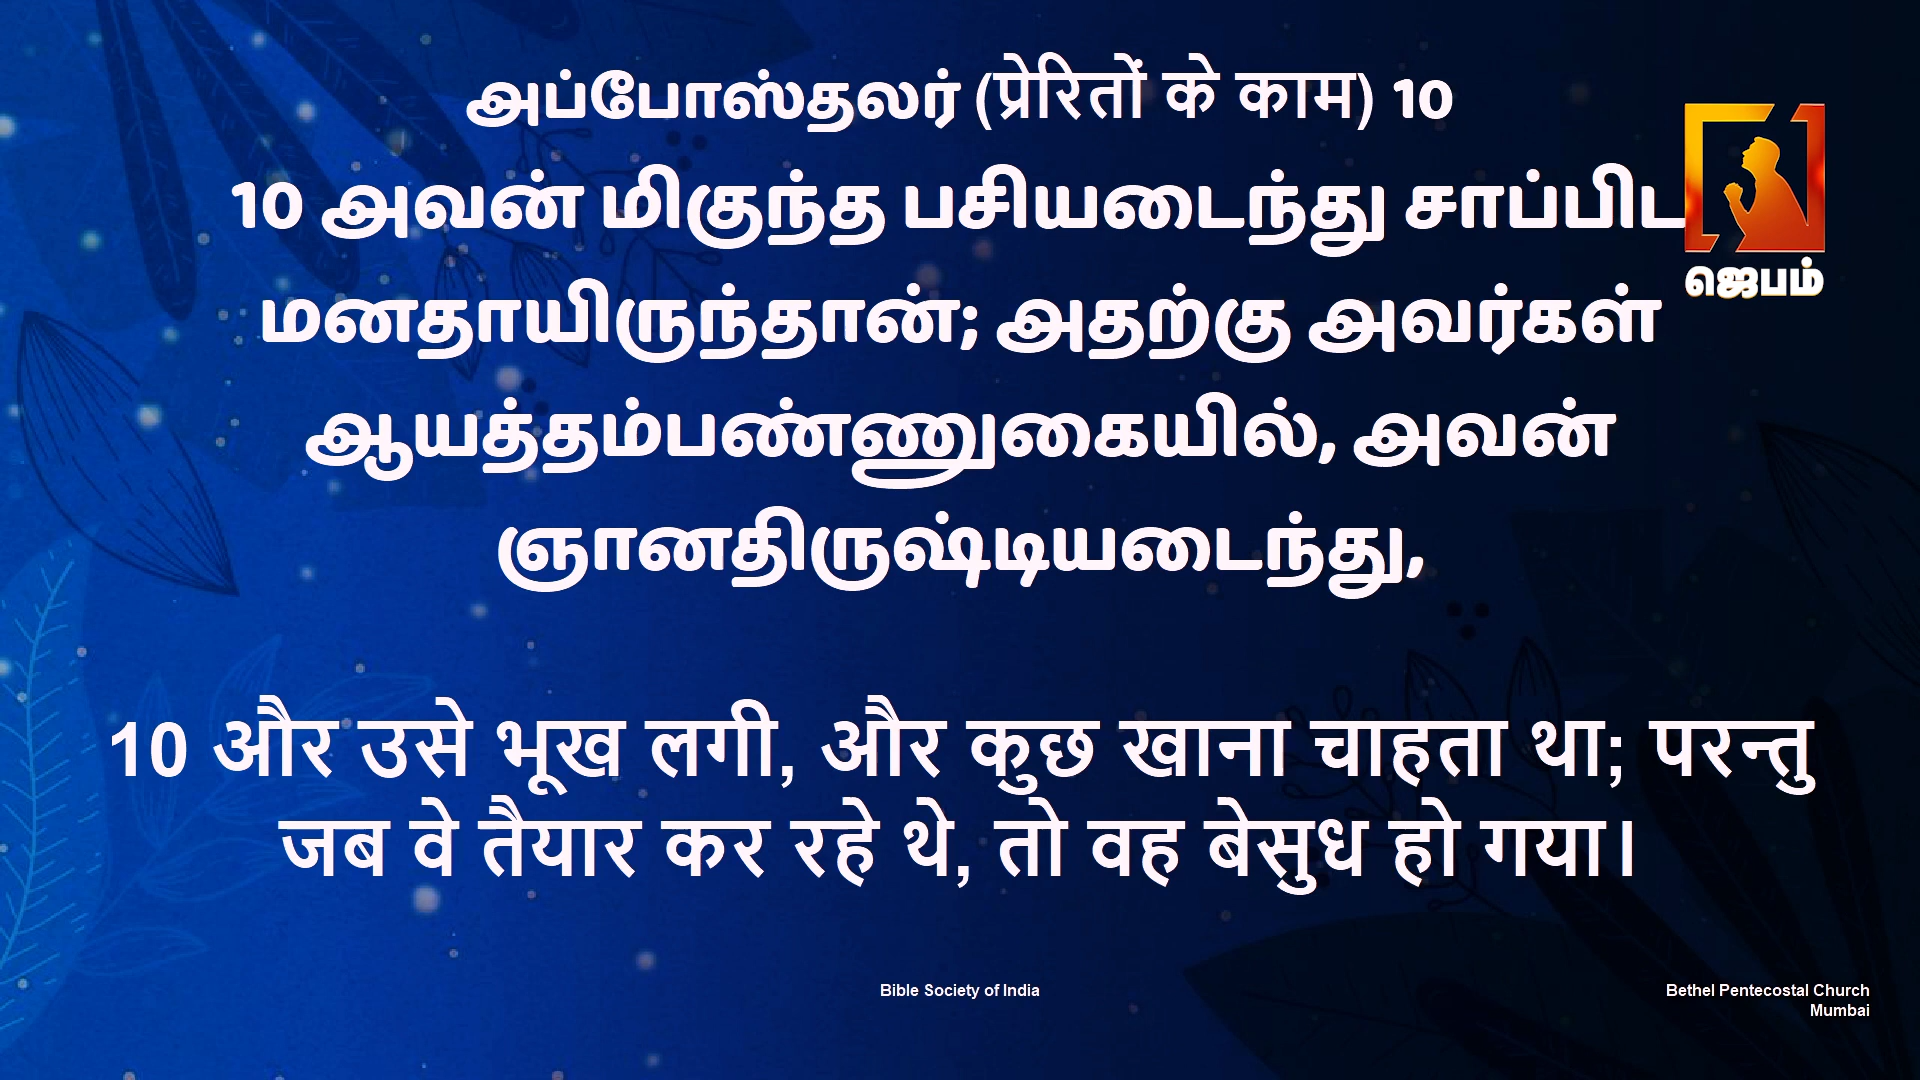 அப்போஸ்தலர் (प्रेरितों के काम) 10
10 அவன் மிகுந்த பசியடைந்து சாப்பிட
மனதாயிருந்தான்; அதற்கு அவர்கள்
ஆயத்தம்பண்ணுகையில், அவன்
ஞானதிருஷ்டியடைந்து,
ஜெபம்
10 और उसे भूख लगी, और कुछ खाना चाहता था; परन्तु
जब वे तैयार कर रहे थे, तो वह बेसुध हो गया।
Bible Society of India
Bethel Pentecostal Church
Mumbai